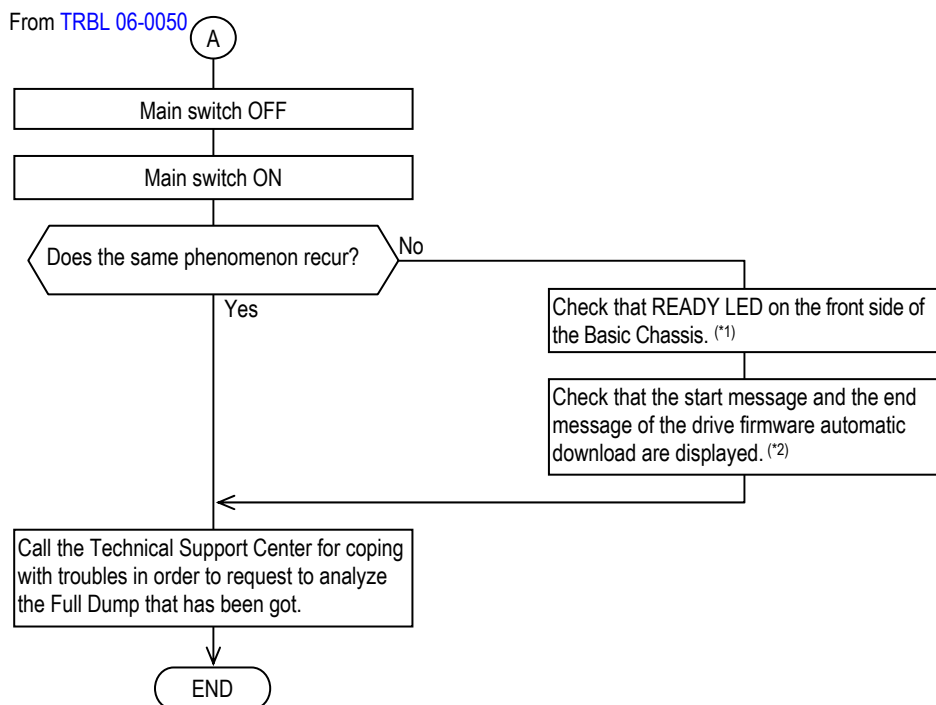 From TRBL 06-0050
A
Main switch OFF
Main switch ON
Does the same phenomenon recur?
No
Yes
Check that READY LED on the front side of
the Basic Chassis. (*1)
Check that the start message and the end
message of the drive firmware automatic
download are displayed. (*2)
Call the Technical Support Center for coping
with troubles in order to request to analyze
the Full Dump that has been got.
END